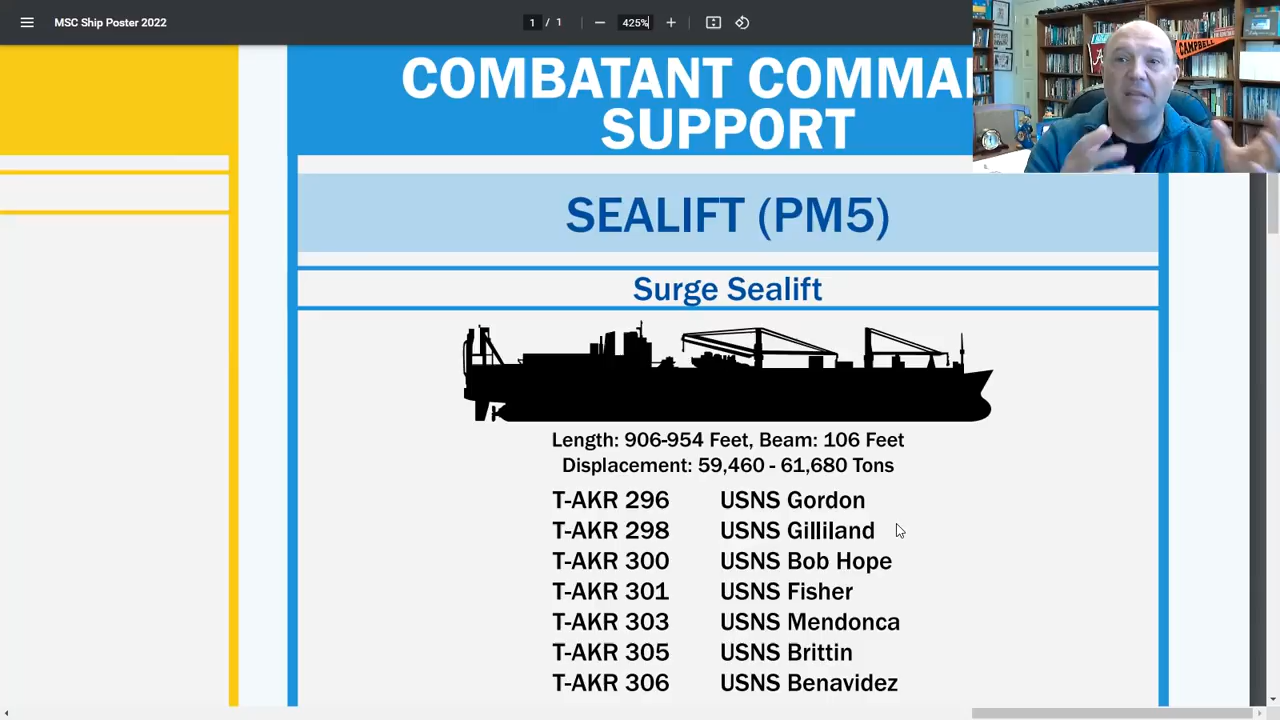 MSC Ship Poster 2022
1 / 1
425%
CAMPBELL
COMBATANT COMMA
SUPPORT
SEALIFT (PM5)
Surge Sealift
Length: 906-954 Feet, Beam: 106 Feet
Displacement: 59,460 - 61,680 Tons
T-AKR 296 USNS Gordon
T-AKR 298 USNS Gilliland
T-AKR 300 USNS Bob Hope
T-AKR 301 USNS Fisher
T-AKR 303 USNS Mendonca
T-AKR 305 USNS Brittin
T-AKR 306 USNS Benavidez